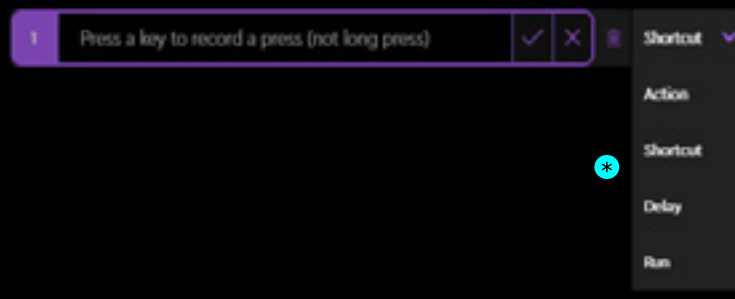 1 Press a key to record a press (not long press) Shortcut
Action
Shortcut
*
Delay
Run